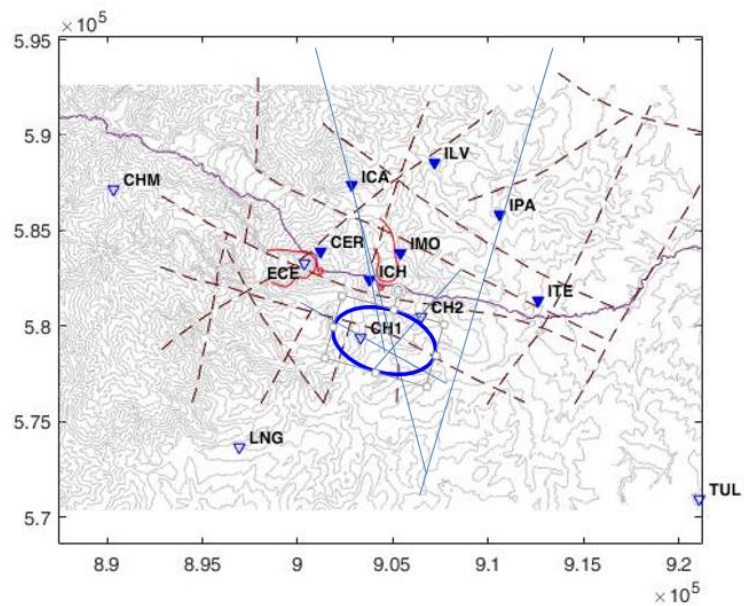 ×10⁵
5.95
5.9
ILV
CHM
ICA
IPA
5.85
CER
IMO
ECE
ICH
ITE
5.8
CH2
CH1
5.75
LNG
TUL
5.7
8.9 8.95 9 9.05 9.1 9.15 9.2
×10⁵